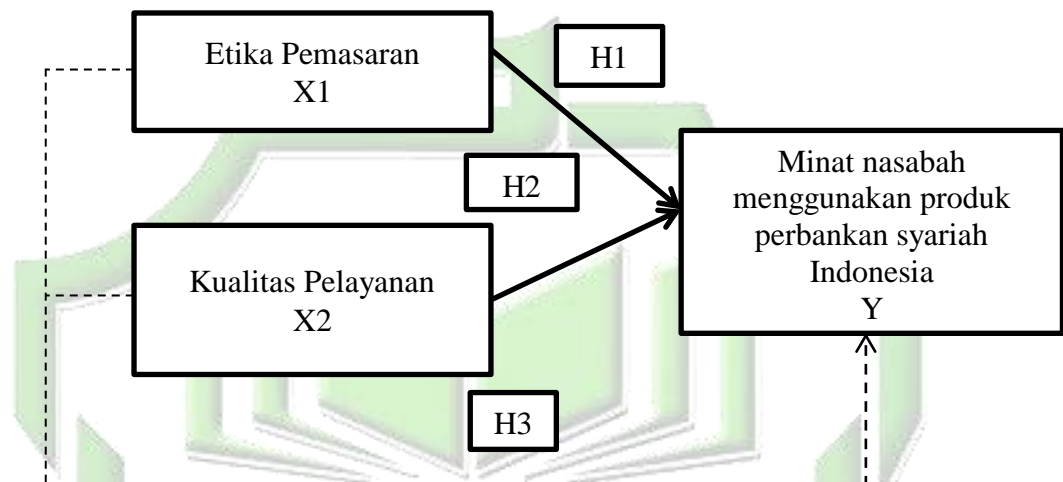 Etika Pemasaran
X1
H1
H2
Minat nasabah
menggunakan produk
perbankan syariah
Indonesia
Y
Kualitas Pelayanan
X2
H3